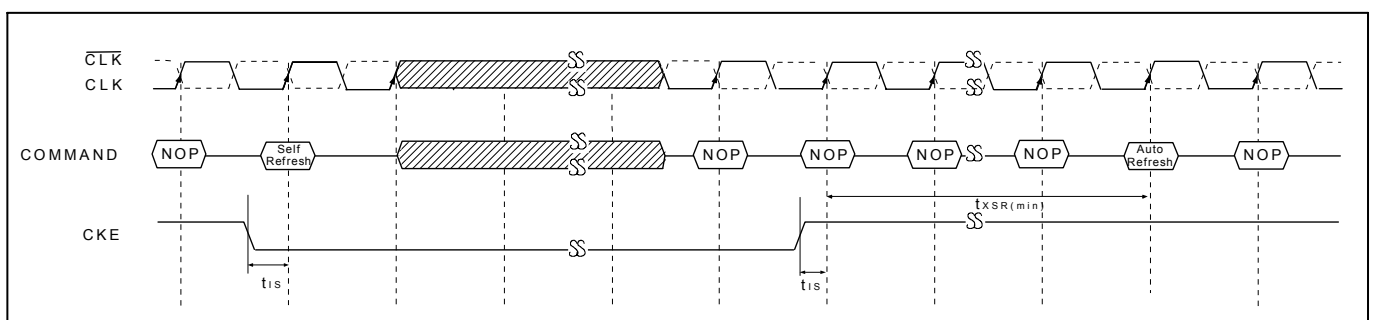 CLK
CLK
COMMAND NOP Self Refresh NOP NOP NOP NOP Auto Refresh NOP
tXSR(min)
CKE
tIS tIS